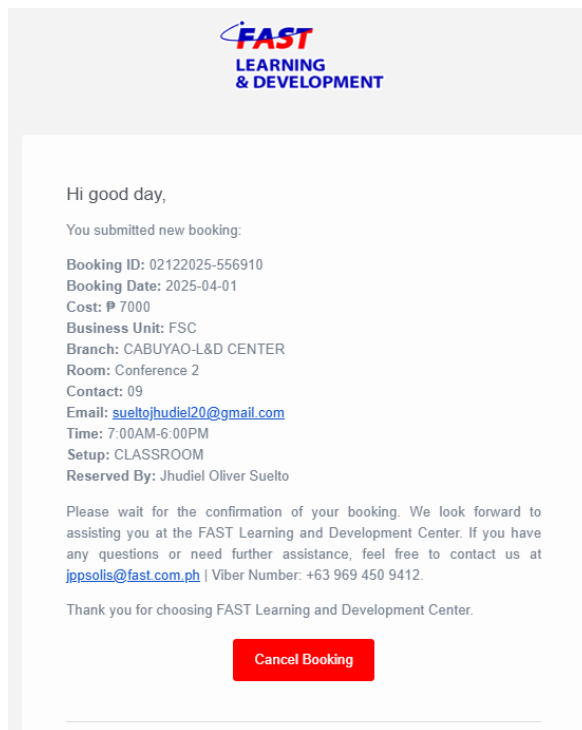 FAST
LEARNING
& DEVELOPMENT
Hi good day,
You submitted new booking:
Booking ID: 02122025-556910
Booking Date: 2025-04-01
Cost: ₱ 7000
Business Unit: FSC
Branch: CABUYAO-L&D CENTER
Room: Conference 2
Contact: 09
Email: sueltojhudiel20@gmail.com
Time: 7:00AM-6:00PM
Setup: CLASSROOM
Reserved By: Jhudiel Oliver Suelto
Please wait for the confirmation of your booking. We look forward to
assisting you at the FAST Learning and Development Center. If you have
any questions or need further assistance, feel free to contact us at
jppsolis@fast.com.ph | Viber Number: +63 969 450 9412.
Thank you for choosing FAST Learning and Development Center.
Cancel Booking